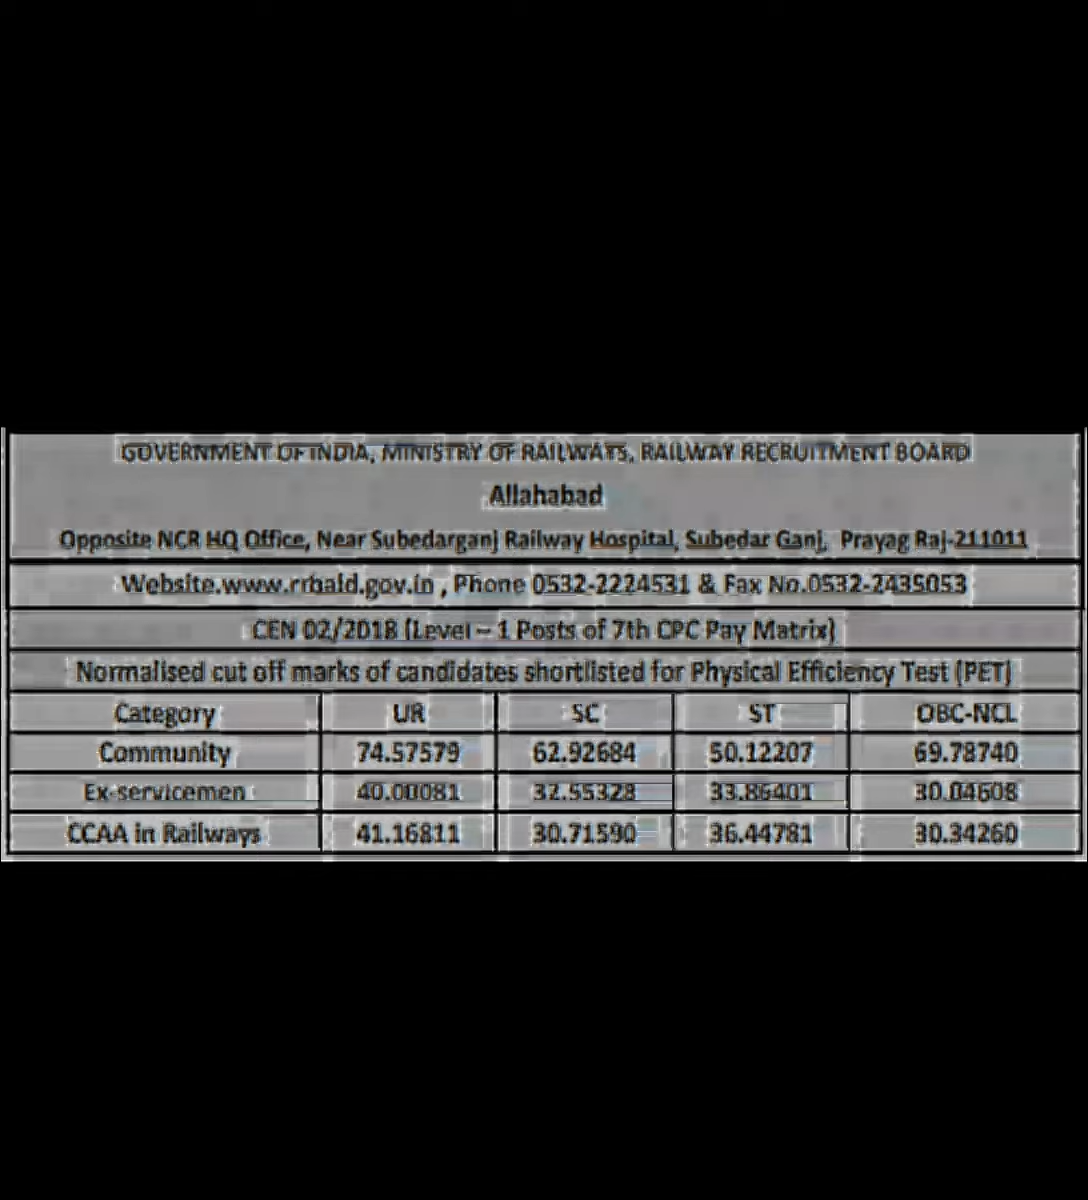 GOVERNMENT OF INDIA, MINISTRY OF RAILWAYS, RAILWAY RECRUITMENT BOARD
Allahabad
Opposite NCR HQ Office, Near Subedarganj Railway Hospital, Subedar Ganj, Prayag Raj-211011
Website.www.rrbald.gov.in , Phone 0532-2224531 & Fax No.0532-2435053
CEN 02/2018 (Level – 1 Posts of 7th CPC Pay Matrix)
Normalised cut off marks of candidates shortlisted for Physical Efficiency Test (PET)
Category UR SC ST OBC-NCL
Community 74.57579 62.92684 50.12207 69.78740
Ex-servicemen 40.00081 32.55328 33.86401 30.04608
CCAA in Railways 41.16811 30.71590 36.44781 30.34260